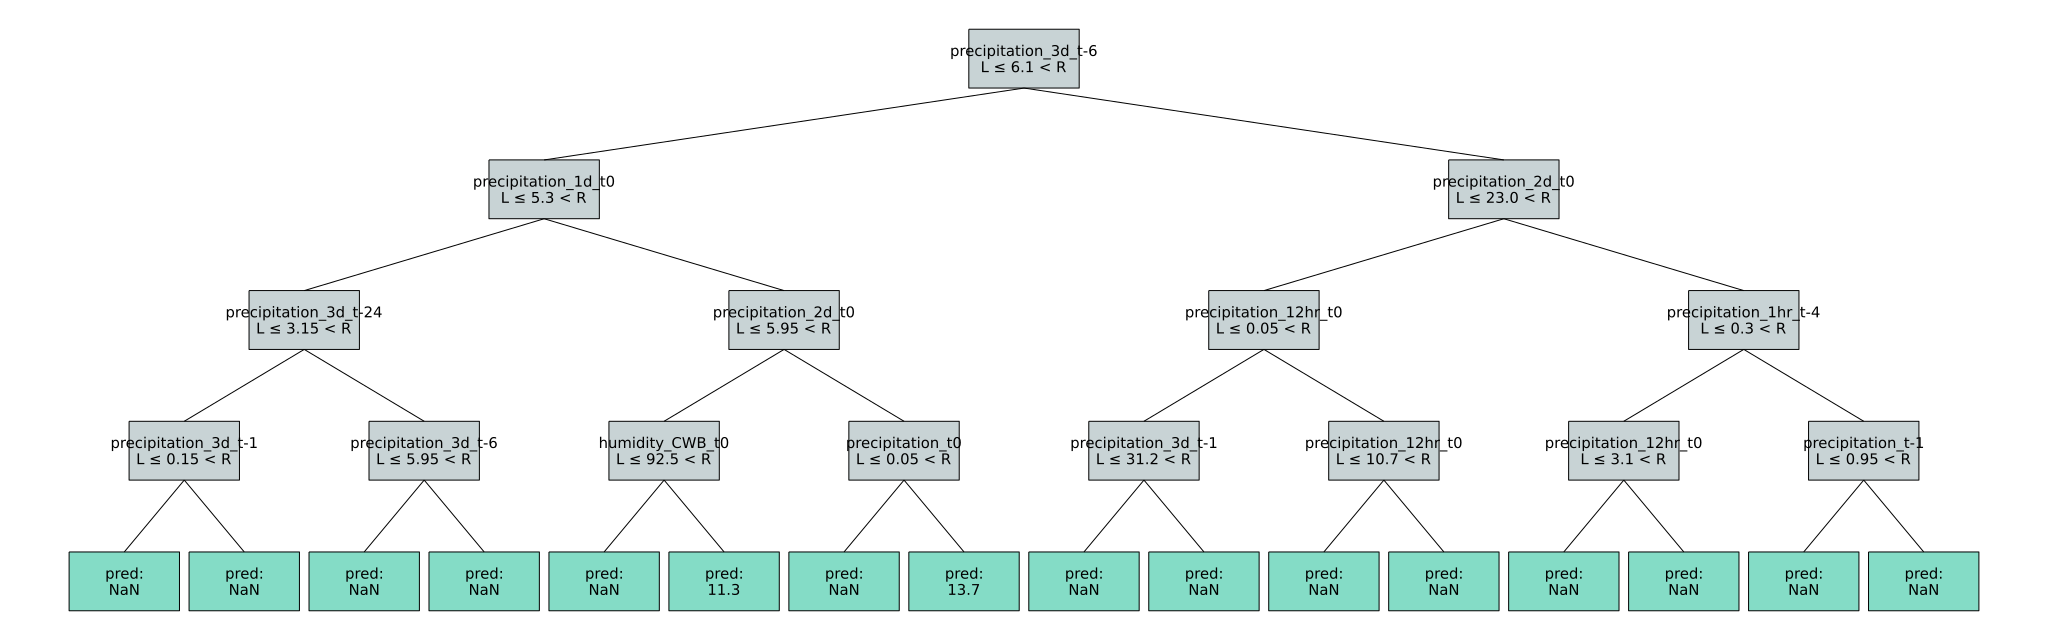 precipitation_3d_t-6
L ≤ 6.1 < R
precipitation_1d_t0
L ≤ 5.3 < R
precipitation_2d_t0
L ≤ 23.0 < R
precipitation_3d_t-24
L ≤ 3.15 < R
precipitation_2d_t0
L ≤ 5.95 < R
precipitation_12hr_t0
L ≤ 0.05 < R
precipitation_1hr_t-4
L ≤ 0.3 < R
precipitation_3d_t-1
L ≤ 0.15 < R
precipitation_3d_t-6
L ≤ 5.95 < R
humidity_CWB_t0
L ≤ 92.5 < R
precipitation_t0
L ≤ 0.05 < R
precipitation_3d_t-1
L ≤ 31.2 < R
precipitation_12hr_t0
L ≤ 10.7 < R
precipitation_12hr_t0
L ≤ 3.1 < R
precipitation_t-1
L ≤ 0.95 < R
pred:
NaN
pred:
NaN
pred:
NaN
pred:
NaN
pred:
NaN
pred:
11.3
pred:
NaN
pred:
13.7
pred:
NaN
pred:
NaN
pred:
NaN
pred:
NaN
pred:
NaN
pred:
NaN
pred:
NaN
pred:
NaN